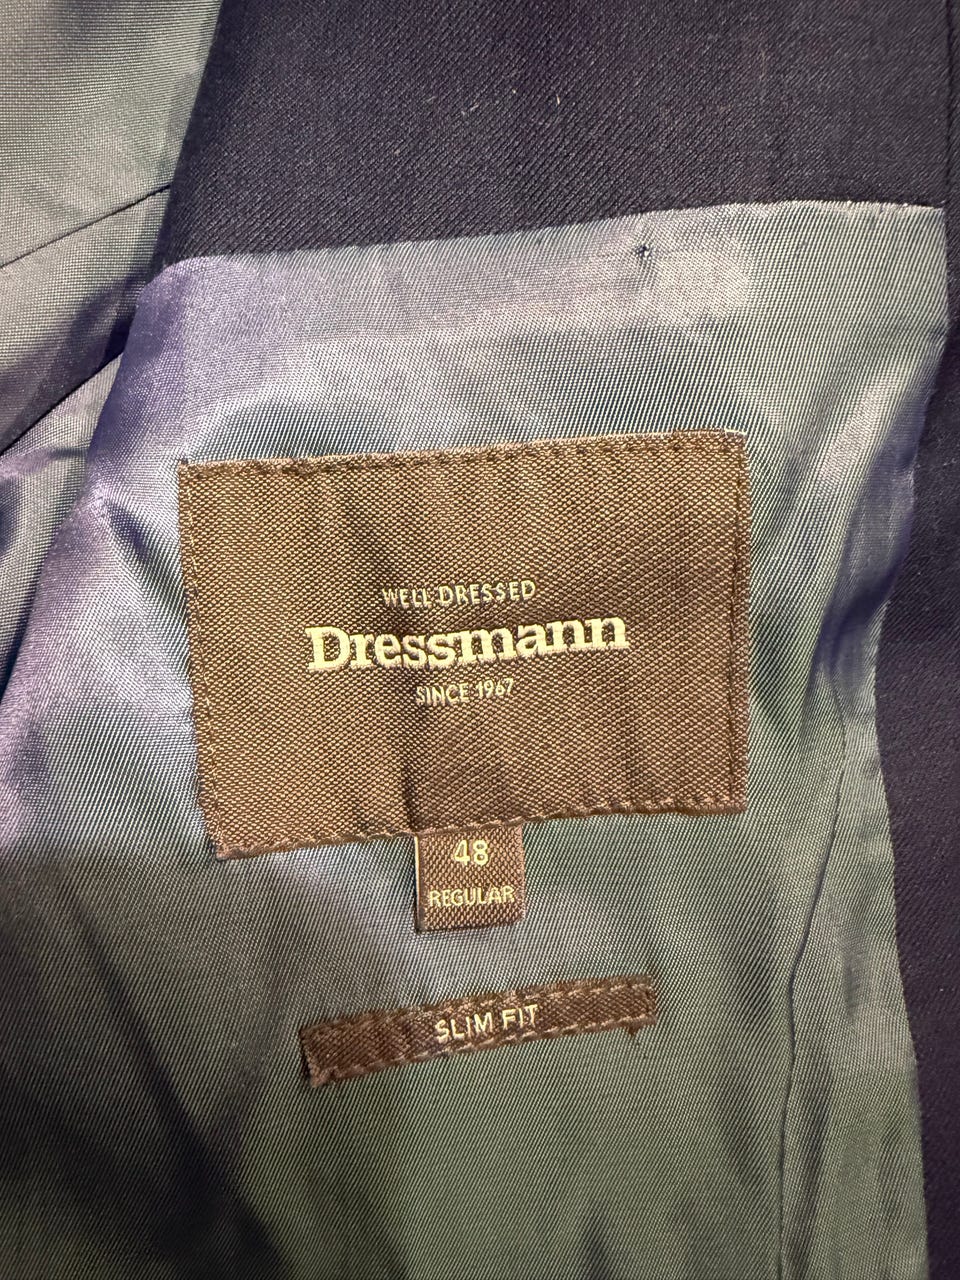 WELL DRESSED
Dressmann
SINCE 1967
48
REGULAR
SLIM FIT